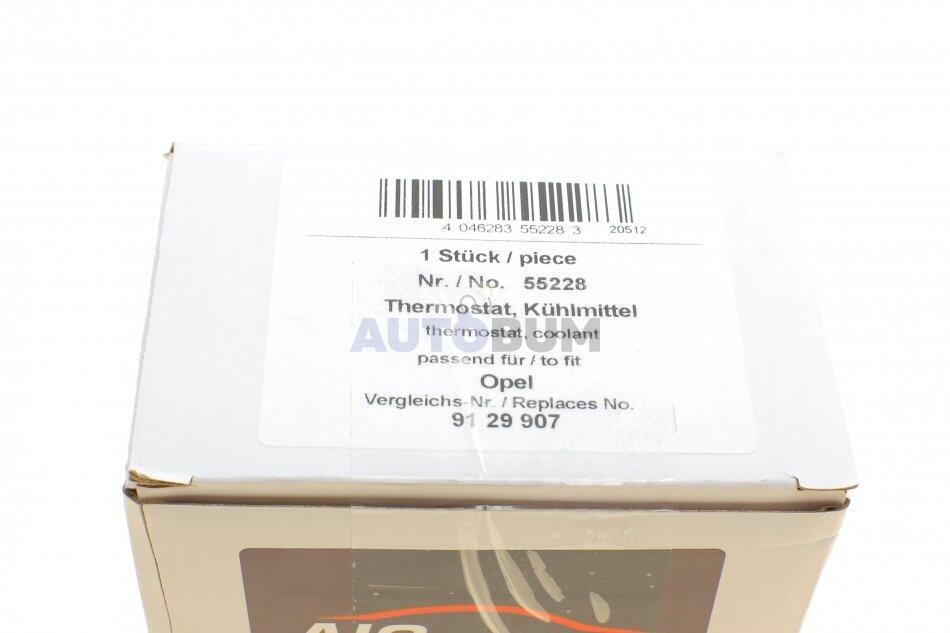 4 046283 55228 3 20512
1 Stück / piece
Nr. / No. 55228
Thermostat, Kühlmittel
AUTOBUM
thermostat, coolant
passend für / to fit
Opel
Vergleichs-Nr. / Replaces No.
91 29 907
AIC